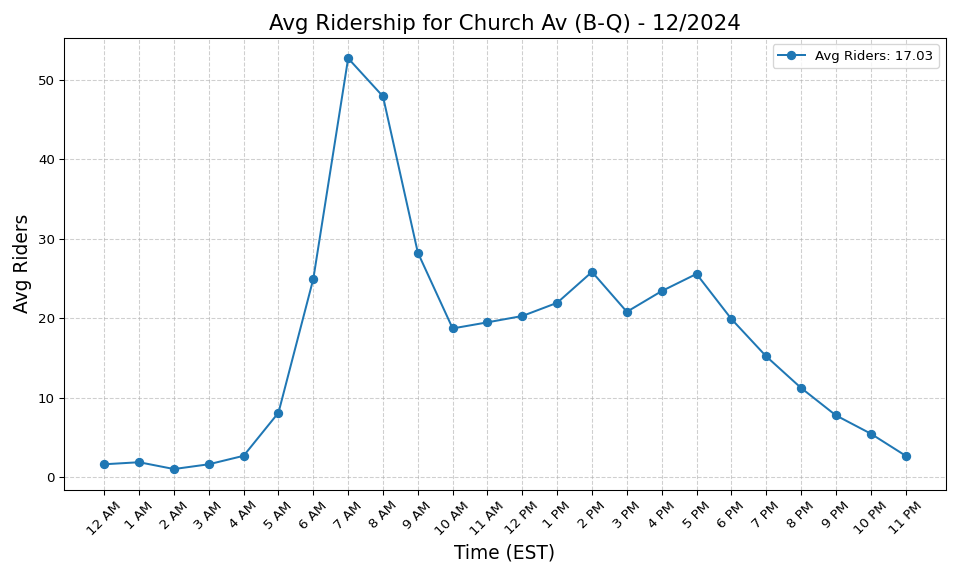 Avg Ridership for Church Av (B-Q) - 12/2024
Avg Riders: 17.03
Avg Riders
50
40
30
20
10
0
12 AM
1 AM
2 AM
3 AM
4 AM
5 AM
6 AM
7 AM
8 AM
9 AM
10 AM
11 AM
12 PM
1 PM
2 PM
3 PM
4 PM
5 PM
6 PM
7 PM
8 PM
9 PM
10 PM
11 PM
Time (EST)